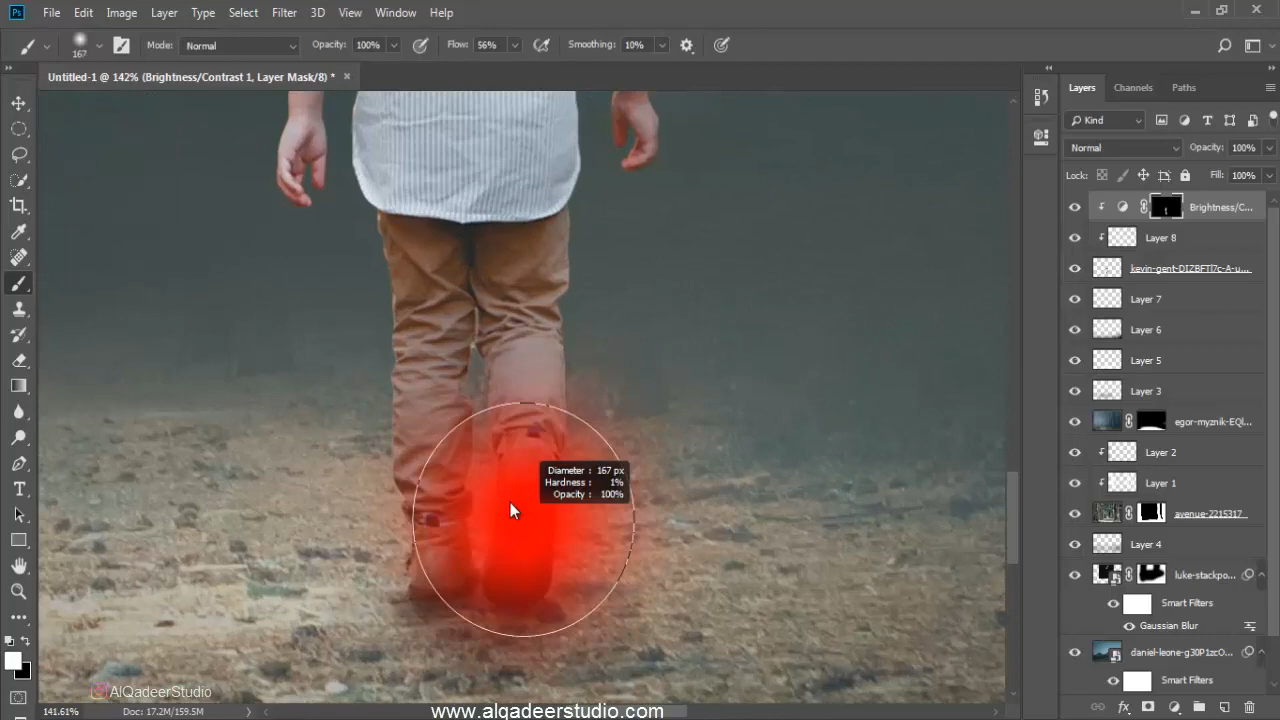 Ps File Edit Image Layer Type Select Filter 3D View Window Help
167 Mode: Normal Opacity: 100% Flow: 56% Smoothing: 10%
Untitled-1 @ 142% (Brightness/Contrast 1, Layer Mask/8) * ×
Layers Channels Paths
Kind
Normal Opacity: 100%
Lock: Fill: 100%
Brightness/C...
Layer 8
kevin-gent-DIZBFTl7c-A-u...
Layer 7
Layer 6
Layer 5
Layer 3
egor-myznik-EQl
Layer 2
Layer 1
avenue-2215317
Layer 4
luke-stackpo...
Smart Filters
Gaussian Blur
daniel-leone-g30P1zcO...
Smart Filters
Diameter : 167 px
Hardness : 1%
Opacity : 100%
AlQadeerStudio
141.61% Doc: 17.2M/159.5M
www.alqadeerstudio.com